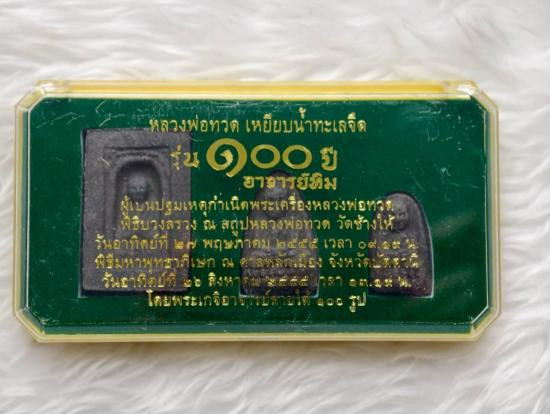 หลวงพ่อทวด เหยียบน้ำทะเลจืด
รุ่น ๑๐๐ ปี
อาจารย์ทิม
ผู้เป็นปฐมเหตุกำเนิดพระเครื่องหลวงพ่อทวด
พิธีบวงสรวง ณ สถูปหลวงพ่อทวด วัดช้างให้
วันอาทิตย์ที่ ๒๗ พฤษภาคม ๒๕๕๕ เวลา ๐๙.๑๙ น.
พิธีมหาพุทธาภิเษก ณ ศาลหลักเมือง จังหวัดปัตตานี
วันอาทิตย์ที่ ๒๖ สิงหาคม ๒๕๕๕ เวลา ๑๓.๑๙ น.
โดยพระเกจิอาจารย์สายใต้ ๑๐๐ รูป